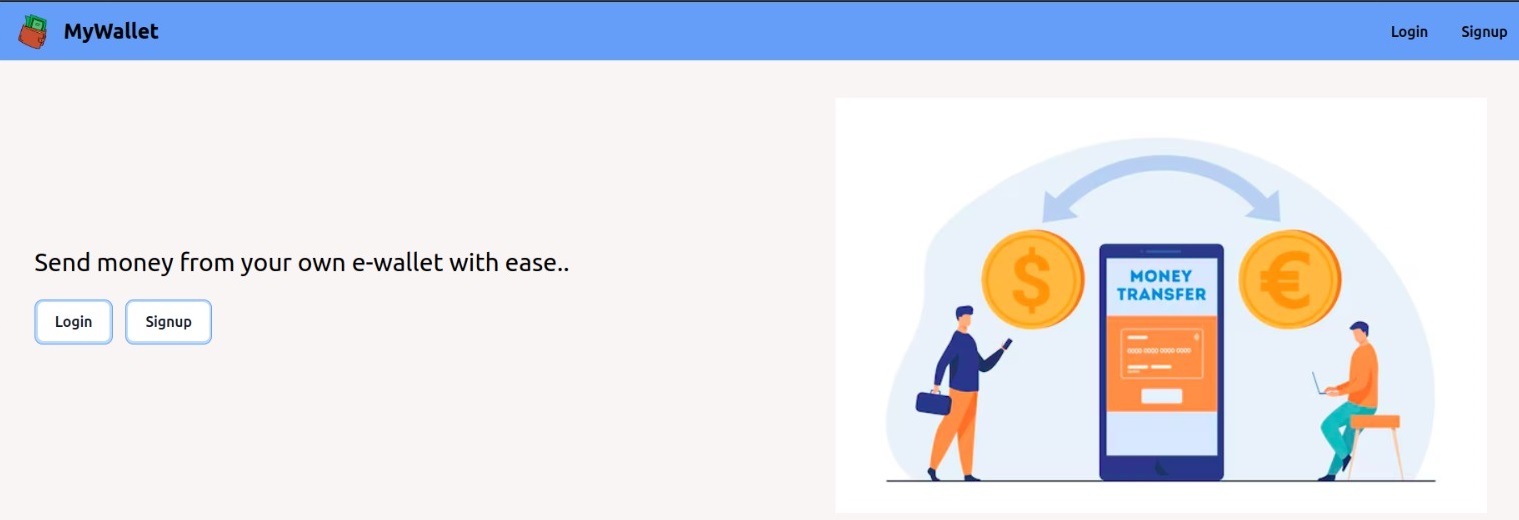 MyWallet
Login Signup
Send money from your own e-wallet with ease..
Login Signup
$ €
MONEY
TRANSFER
0000 0000 0000 0000